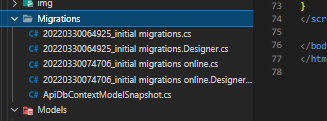 img
Migrations
C# 20220330064925_initial migrations.cs
C# 20220330064925_initial migrations.Designer.cs
C# 20220330074706_initial migrations online.cs
C# 20220330074706_initial migrations online.Designer...
C# ApiDbContextModelSnapshot.cs
Models
73 }
74 </scr
75
76 </body
77 </htm
78